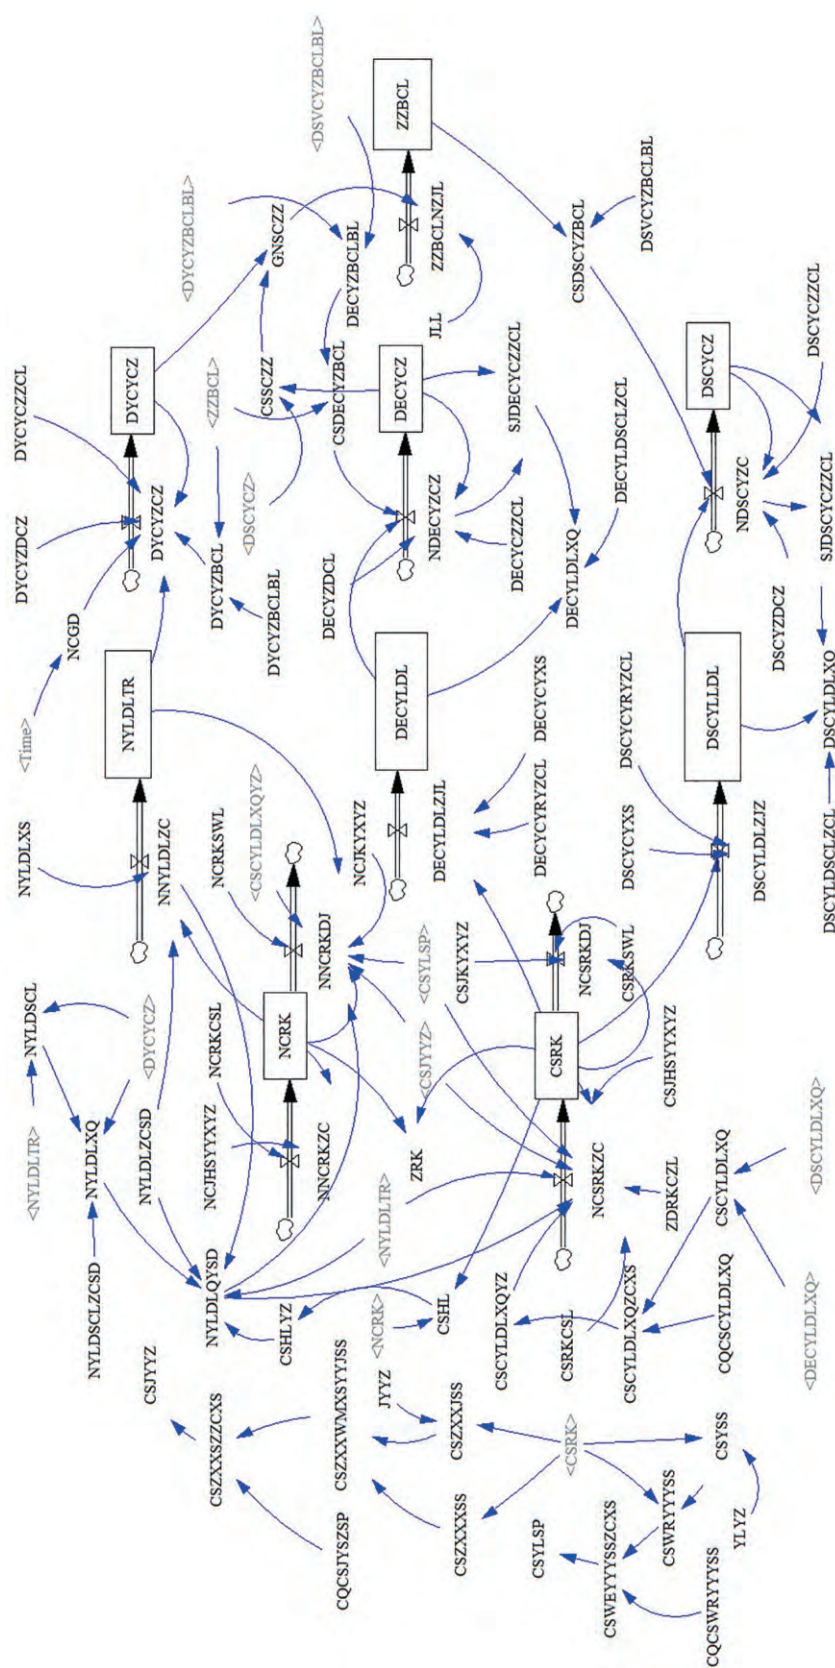 <NYLDLTR>
NYLDSCL
NYLDLXS
<Time>
DYCYZDCZ
DYCYCZZCL
NCGD
NYLDSCLZCSD
NYLDLXQ
NYLDLTR
DYCYCZ
CSJYYZ
NYLDLZCSD
<DYCYCZ>
NNYLDLZC
DYCYZCZ
CSZXXSZZCXS
NYLDLQYSD
NCJHSYYXYZ
NCRKCSL
NCRKSWL
DYCYZBCL
<ZZBCL>
<DYCYZBCLBL>
<CSCYLDLXQYZ>
<DSCYCZ>
DYCYZBCLBL
CSSCZZ
GNSCZZ
CSHLYZ
NCRK
<DSVCYZBCLBL>
NNCRKZC
NNCRKDJ
DECYZDCL
CSDECYZBCL
DECYZBCLBL
CQCSJYSZSP
CSZXXWMXSYYJSS
JYYZ
<NCRK>
<NYLDLTR>
NCJKYXYZ
DECYLDL
DECYCZ
ZZBCL
CSHL
ZRK
<CSJYYZ>
<CSYLSP>
DECYLDLZJL
NDECYZCZ
JLL
ZZBCLNZJL
CSZXXXSS
CSZXXJSS
CSJKYXYZ
CSCYLDLXQYZ
DECYCYRYZCL
DECYCYXS
DECYCZZCL
SJDECYCZZCL
CSYLSP
<CSRK>
CSRKCSL
CSRK
DECYLDLXQ
CSDSCYZBCL
CSWEYYYSSZCXS
NCSRKZC
NCSRKDJ
DECYLDSCLZCL
CSCYLDLXQZCXS
CSRKSWL
DSCYCYXS
DSCYCYRYZCL
DSVCYZBCLBL
CSWRYYYSS
ZDRKCZL
CSJHSYYXYZ
CQCSWRYYYSS
CSYSS
CQCSCYLDLXQ
CSCYLDLXQ
DSCYLLDL
DSCYCZ
YLYZ
DSCYLDLZJZ
NDSCYZC
<DECYLDLXQ>
<DSCYLDLXQ>
DSCYZDCZ
SJDSCYCZZCL
DSCYCZZCL
DSCYLDSCLZCL
DSCYLDLXO